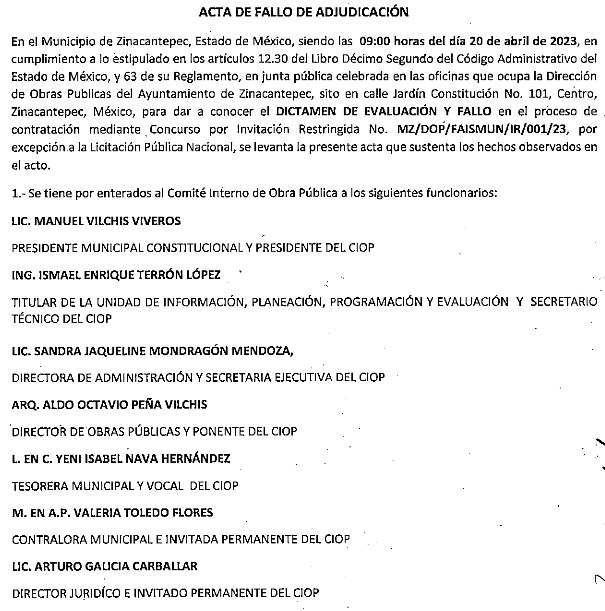 ACTA DE FALLO DE ADJUDICACIÓN
En el Municipio de Zinacantepec, Estado de México, siendo las 09:00 horas del día 20 de abril de 2023, en
cumplimiento a lo estipulado en los artículos 12.30 del Libro Décimo Segundo del Código Administrativo del
Estado de México, y 63 de su Reglamento, en junta pública celebrada en las oficinas que ocupa la Dirección
de Obras Publicas del Ayuntamiento de Zinacantepec, sito en calle Jardín Constitución No. 101, Centro,
Zinacantepec, México, para dar a conocer el DICTAMEN DE EVALUACIÓN Y FALLO en el proceso de
contratación mediante Concurso por Invitación Restringida No. MZ/DOP/FAISMUN/IR/001/23, por
excepción a la Licitación Pública Nacional, se levanta la presente acta que sustenta los hechos observados en
el acto.
1.- Se tiene por enterados al Comité Interno de Obra Pública a los siguientes funcionarios:
LIC. MANUEL VILCHIS VIVEROS
PRESIDENTE MUNICIPAL CONSTITUCIONAL Y PRESIDENTE DEL CIOP
ING. ISMAEL ENRIQUE TERRÓN LÓPEZ
TITULAR DE LA UNIDAD DE INFORMACIÓN, PLANEACIÓN, PROGRAMACIÓN Y EVALUACIÓN Y SECRETARIO
TÉCNICO DEL CIOP
LIC. SANDRA JAQUELINE MONDRAGÓN MENDOZA,
DIRECTORA DE ADMINISTRACIÓN Y SECRETARIA EJECUTIVA DEL CIOP
ARQ. ALDO OCTAVIO PEÑA VILCHIS
DIRECTOR DE OBRAS PÚBLICAS Y PONENTE DEL CIOP
L. EN C. YENI ISABEL NAVA HERNÁNDEZ
TESORERA MUNICIPAL Y VOCAL DEL CIOP
M. EN A.P. VALERIA TOLEDO FLORES
CONTRALORA MUNICIPAL E INVITADA PERMANENTE DEL CIOP
LIC. ARTURO GALICIA CARBALLAR
DIRECTOR JURIDÍCO E INVITADO PERMANENTE DEL CIOP